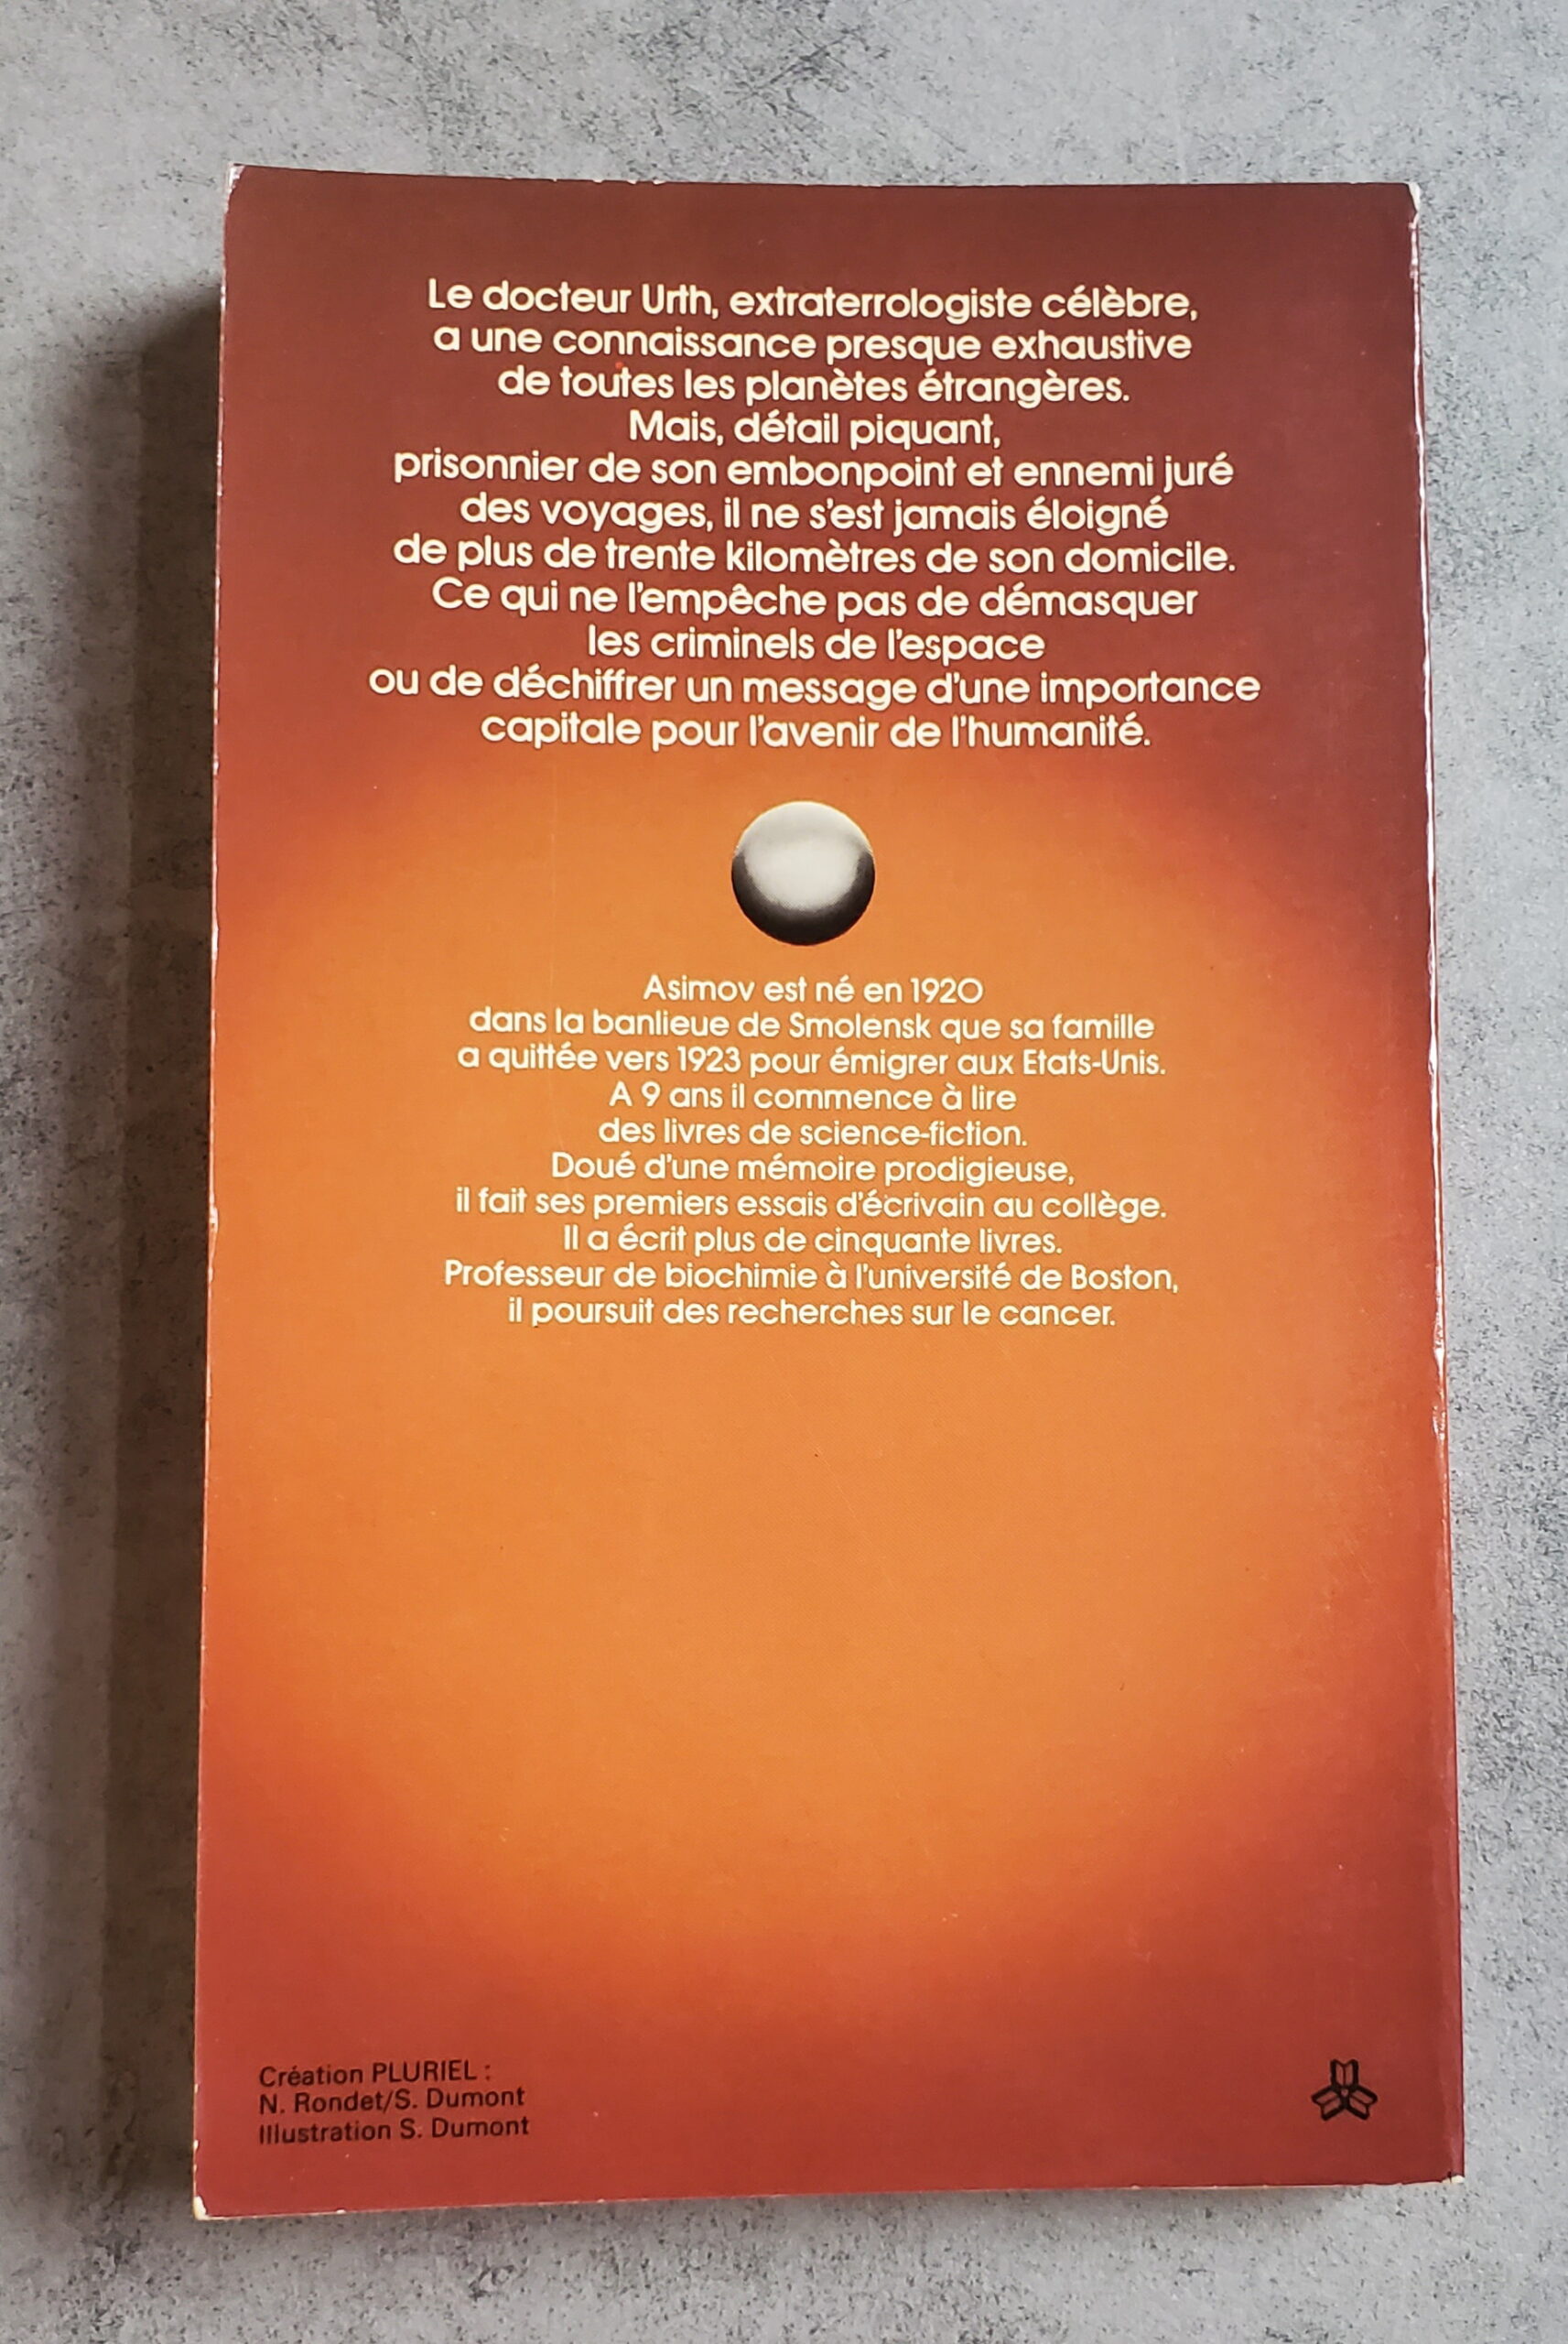 Le docteur Urth, extraterrologiste célèbre,
a une connaissance presque exhaustive
de toutes les planètes étrangères.
Mais, détail piquant,
prisonnier de son embonpoint et ennemi juré
des voyages, il ne s'est jamais éloigné
de plus de trente kilomètres de son domicile.
Ce qui ne l'empêche pas de démasquer
les criminels de l'espace
ou de déchiffrer un message d'une importance
capitale pour l'avenir de l'humanité.
Asimov est né en 1920
dans la banlieue de Smolensk que sa famille
a quittée vers 1923 pour émigrer aux Etats-Unis.
A 9 ans il commence à lire
des livres de science-fiction.
Doué d'une mémoire prodigieuse,
il fait ses premiers essais d'écrivain au collège.
Il a écrit plus de cinquante livres.
Professeur de biochimie à l'université de Boston,
il poursuit des recherches sur le cancer.
Création PLURIEL :
N. Rondet/S. Dumont
Illustration S. Dumont